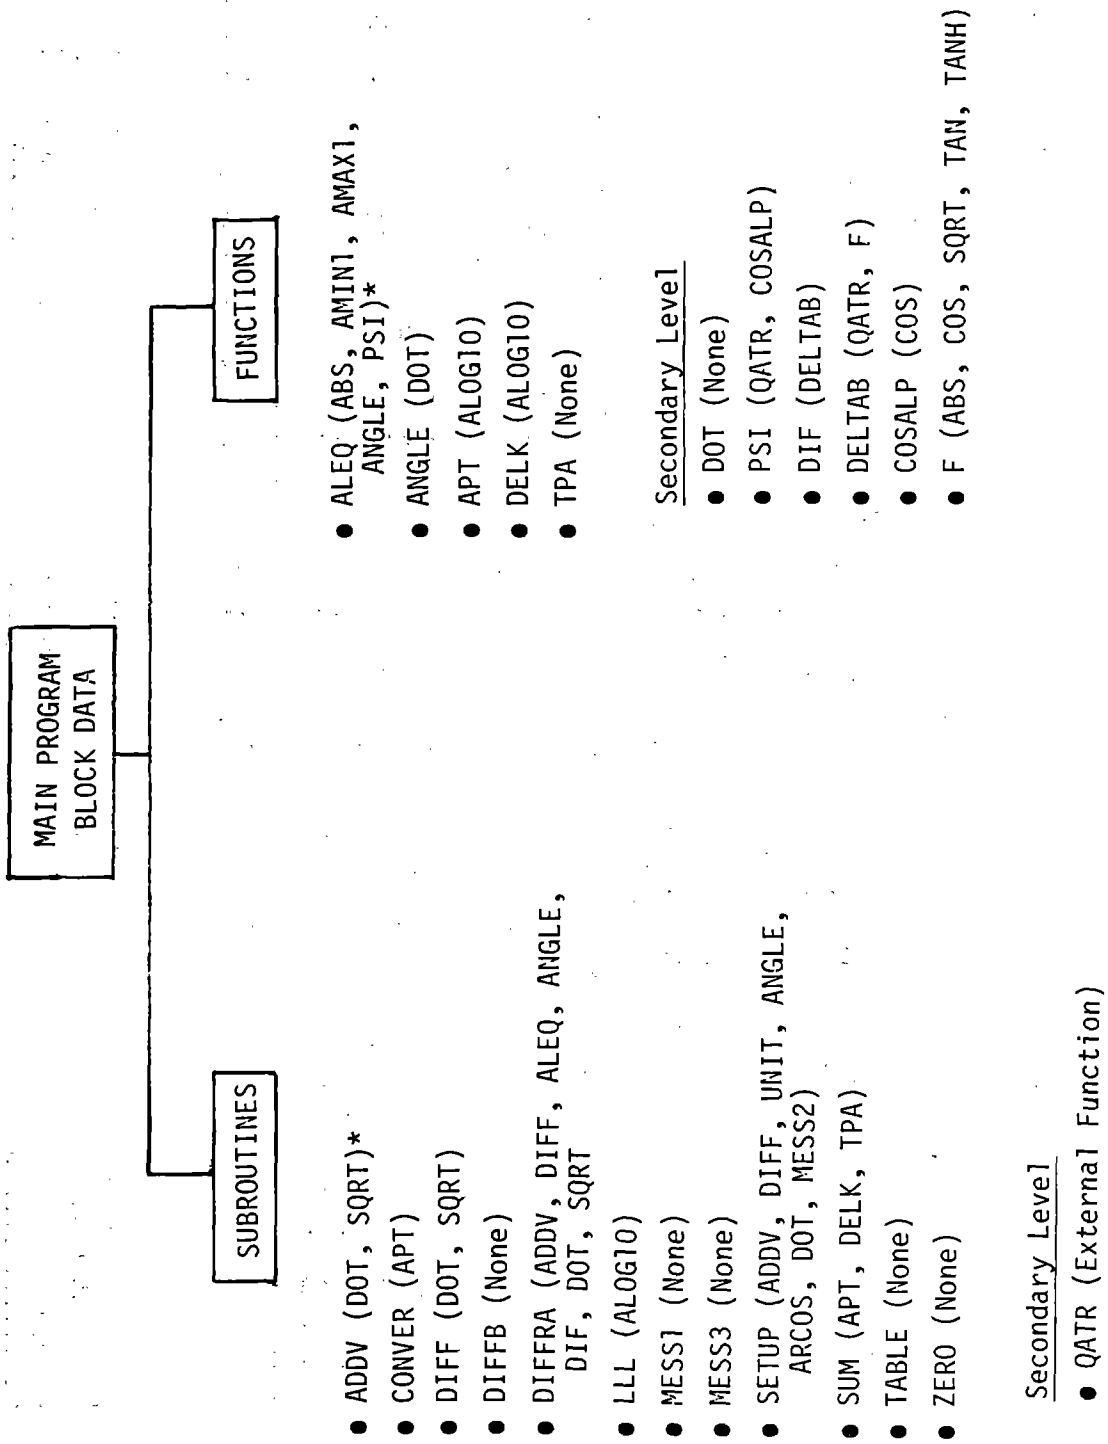 MAIN PROGRAM
BLOCK DATA
SUBROUTINES
● ADDV (DOT, SQRT)*
● CONVER (APT)
● DIFF (DOT, SQRT)
● DIFFB (None)
● DIFFRA (ADDV, DIFF, ALEQ, ANGLE,
DIF, DOT, SQRT
● LLL (ALOG10)
● MESS1 (None)
● MESS3 (None)
● SETUP (ADDV, DIFF, UNIT, ANGLE,
ARCOS, DOT, MESS2)
● SUM (APT, DELK, TPA)
● TABLE (None)
● ZERO (None)
Secondary Level
● QATR (External Function)
FUNCTIONS
● ALEQ (ABS, AMIN1, AMAX1,
ANGLE, PSI)*
● ANGLE (DOT)
● APT (ALOG10)
● DELK (ALOG10)
● TPA (None)
Secondary Level
● DOT (None)
● PSI (QATR, COSALP)
● DIF (DELTAB)
● DELTAB (QATR, F)
● COSALP (COS)
● F (ABS, COS, SQRT, TAN, TANH)